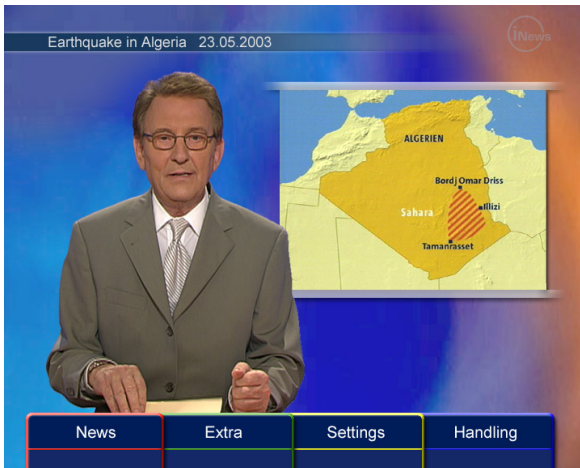 iNews
Earthquake in Algeria 23.05.2003
ALGERIEN
Bordj Omar Driss
Illizi
Sahara
Tamanrasset
News
Extra
Settings
Handling